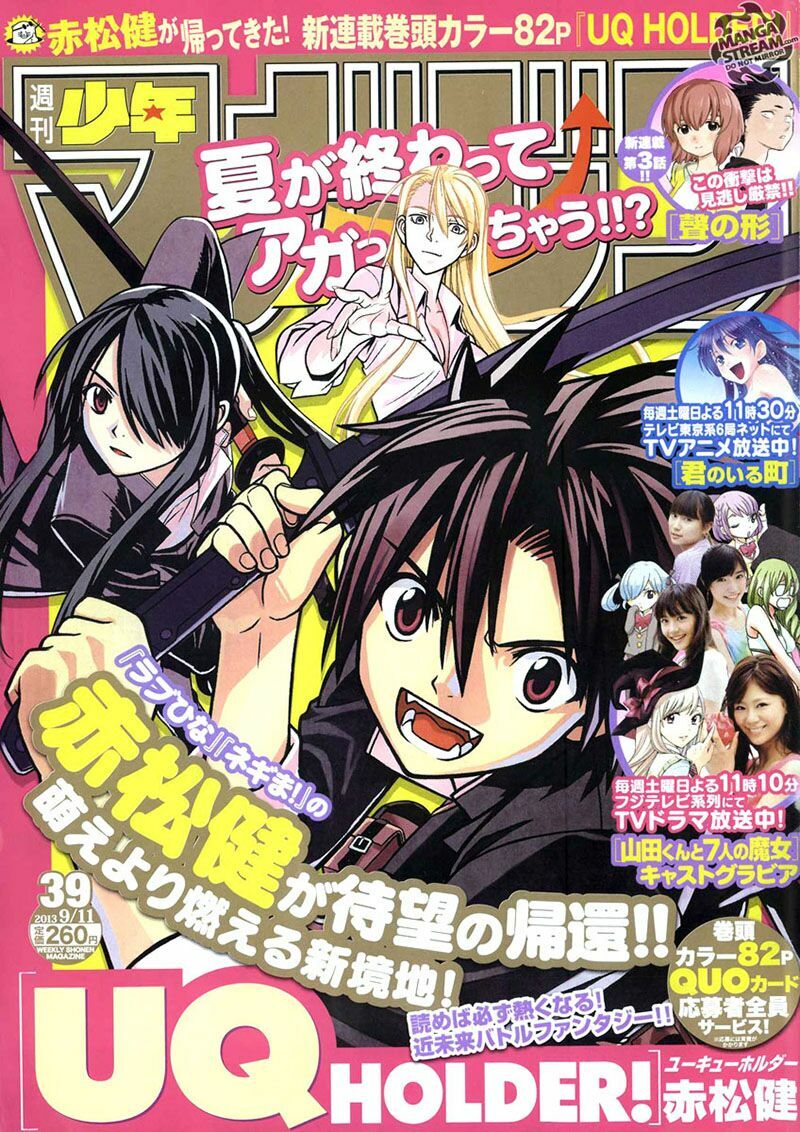 赤松健が帰ってきた! 新連載巻頭カラー82P『UQ HOLDER!』
MANGA
STREAM.com
DO NOT MIRROR
週刊
少年
マガジン
夏が終わって
アガっちゃう!!?
新連載
第3話!!
この衝撃は
見逃し厳禁!!
[聲の形]
毎週土曜日よる11時30分
テレビ東京系6局ネットにて
TVアニメ放送中!
[君のいる町]
毎週土曜日よる11時10分
フジテレビ系列にて
TVドラマ放送中!
[山田くんと7人の魔女]
キャストグラビア
『ラブひな』『ネギま!』の
赤松健が待望の帰還!!
萌えより燃える新境地!
39
2013 9/11
定価260円
WEEKLY SHONEN
MAGAZINE
巻頭
カラー82P
QUOカード
応募者全員
サービス!
※応募には実費が
かかります
読めば必ず熱くなる!
近未来バトルファンタジー!!
[UQ HOLDER!]
ユーキューホルダー
赤松健